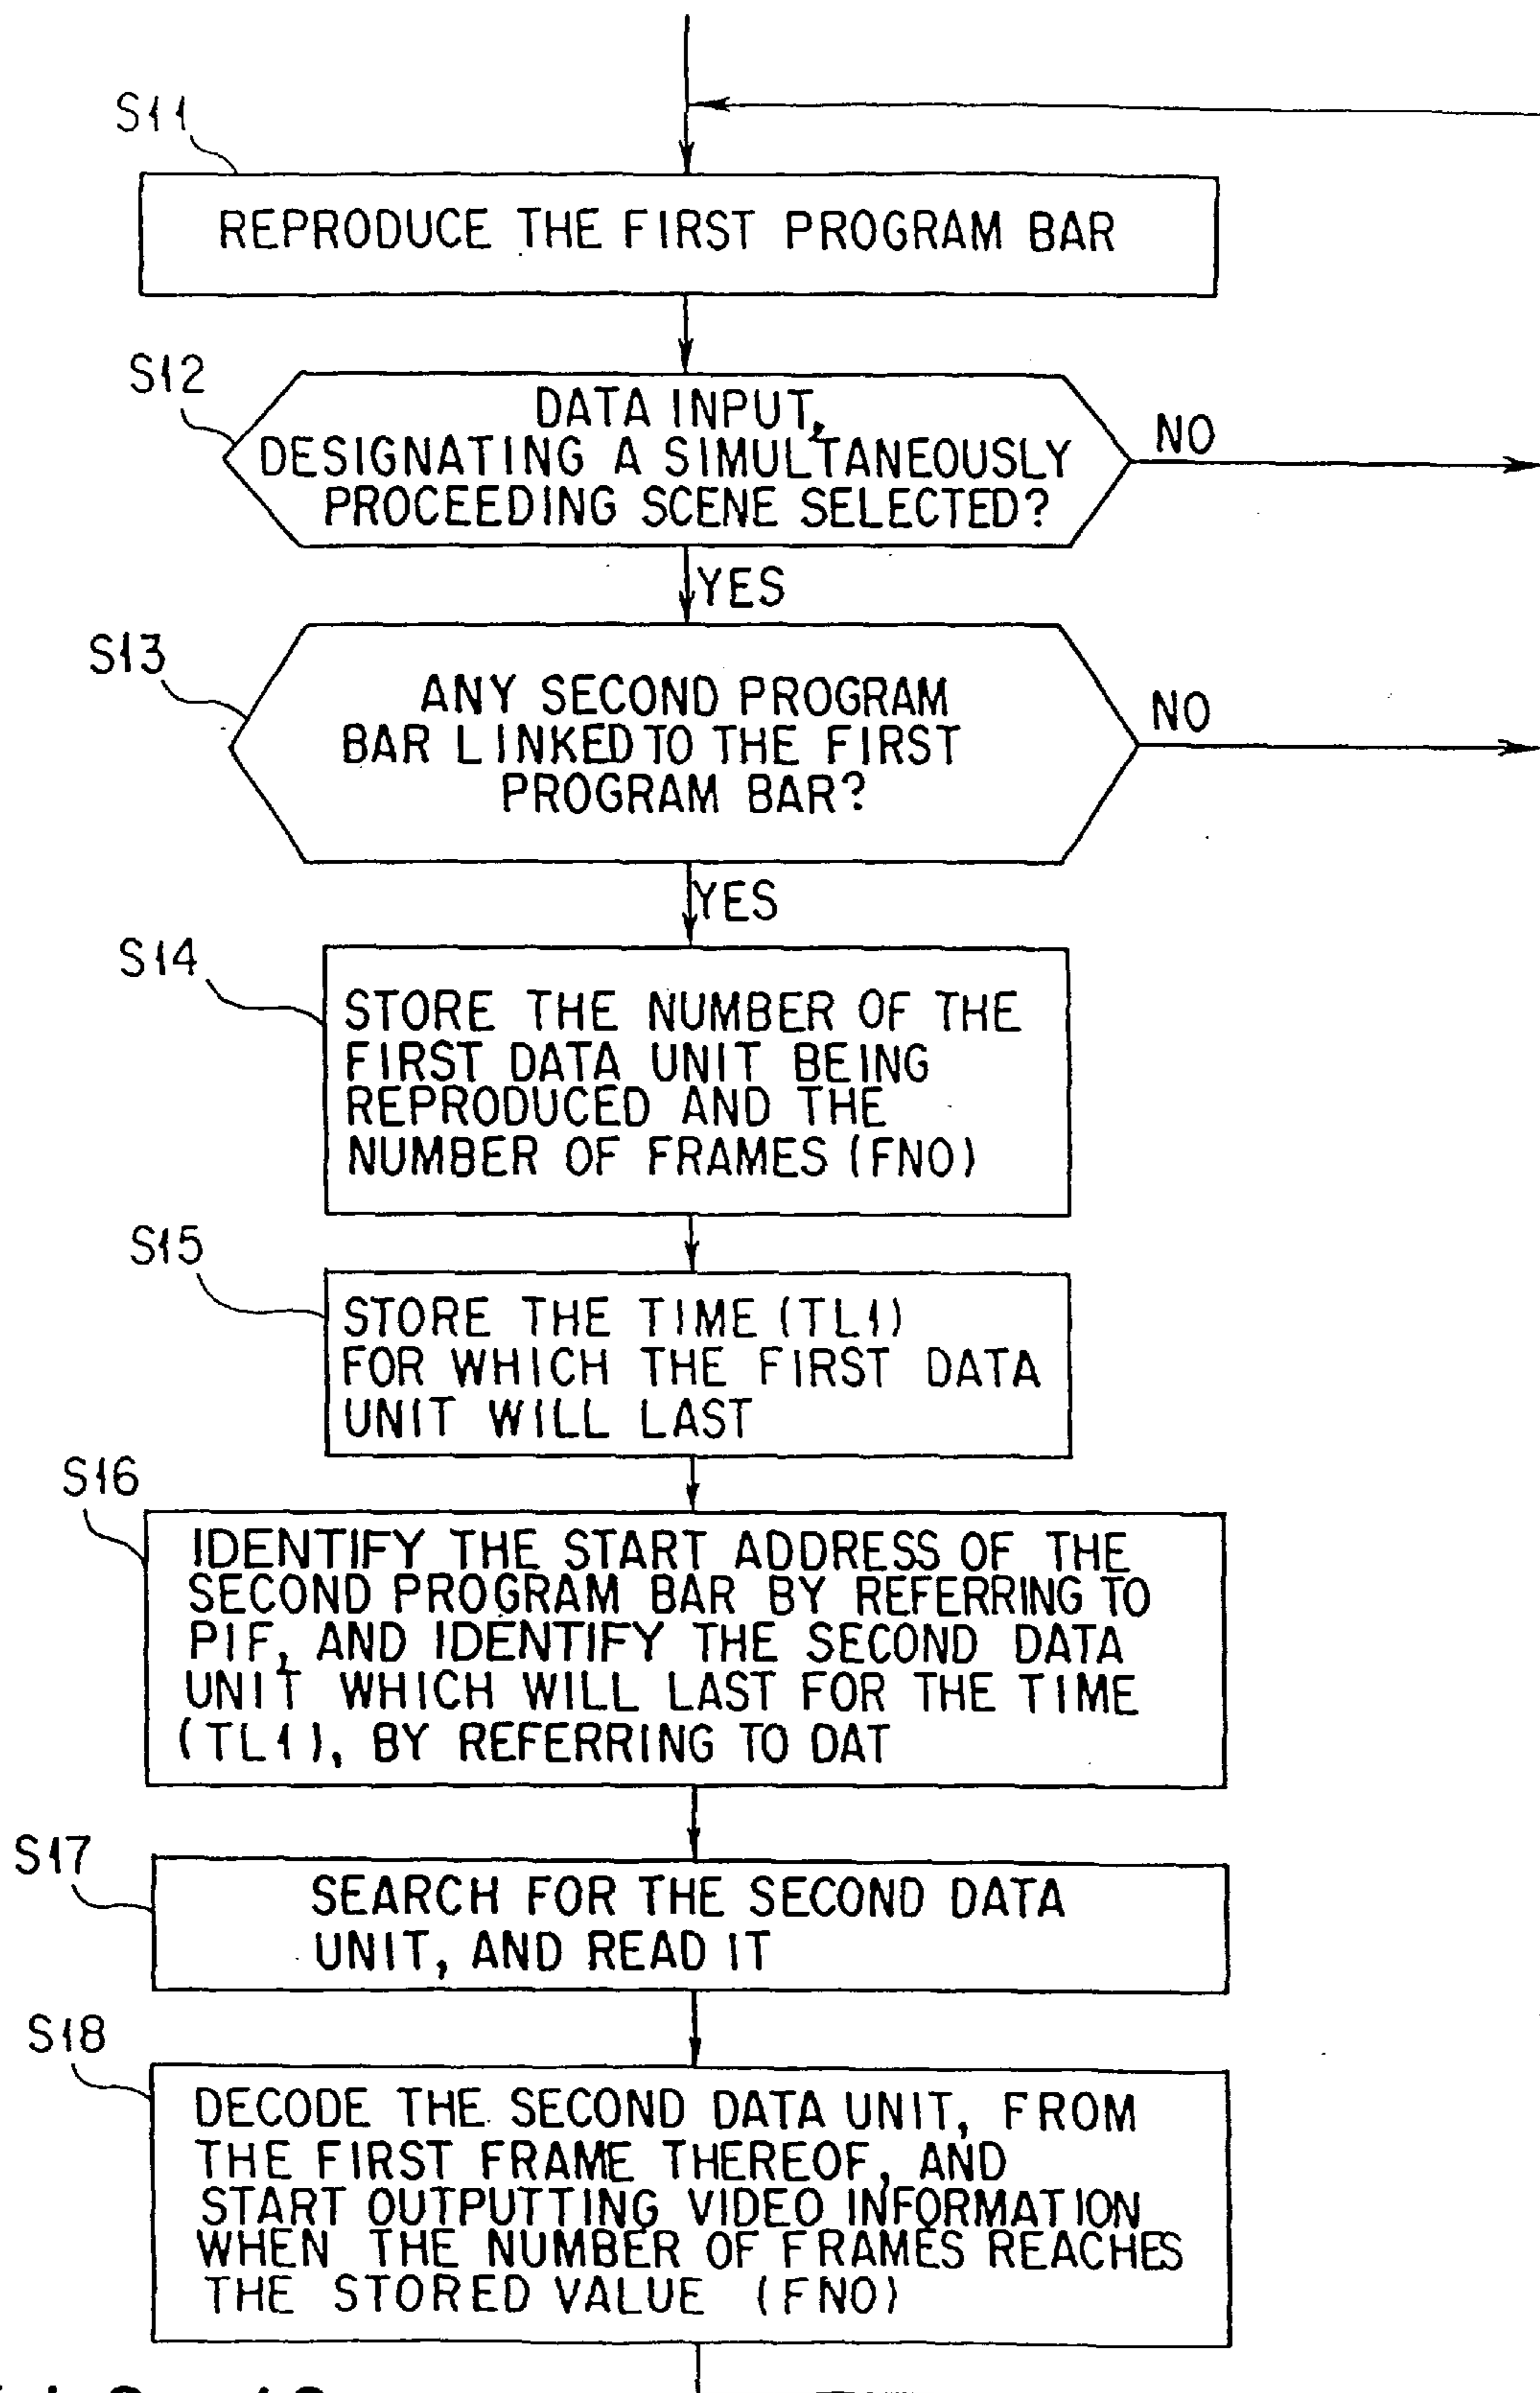 S11
REPRODUCE THE FIRST PROGRAM BAR
S12
DATA INPUT,
DESIGNATING A SIMULTANEOUSLY
PROCEEDING SCENE SELECTED?
NO
YES
S13
ANY SECOND PROGRAM
BAR LINKED TO THE FIRST
PROGRAM BAR?
NO
YES
S14
STORE THE NUMBER OF THE
FIRST DATA UNIT BEING
REPRODUCED AND THE
NUMBER OF FRAMES (FNO)
S15
STORE THE TIME (TL1)
FOR WHICH THE FIRST DATA
UNIT WILL LAST
S16
IDENTIFY THE START ADDRESS OF THE
SECOND PROGRAM BAR BY REFERRING TO
PIF, AND IDENTIFY THE SECOND DATA
UNIT WHICH WILL LAST FOR THE TIME
(TL1), BY REFERRING TO DAT
S17
SEARCH FOR THE SECOND DATA
UNIT, AND READ IT
S18
DECODE THE SECOND DATA UNIT, FROM
THE FIRST FRAME THEREOF, AND
START OUTPUTTING VIDEO INFORMATION
WHEN THE NUMBER OF FRAMES REACHES
THE STORED VALUE (FNO)